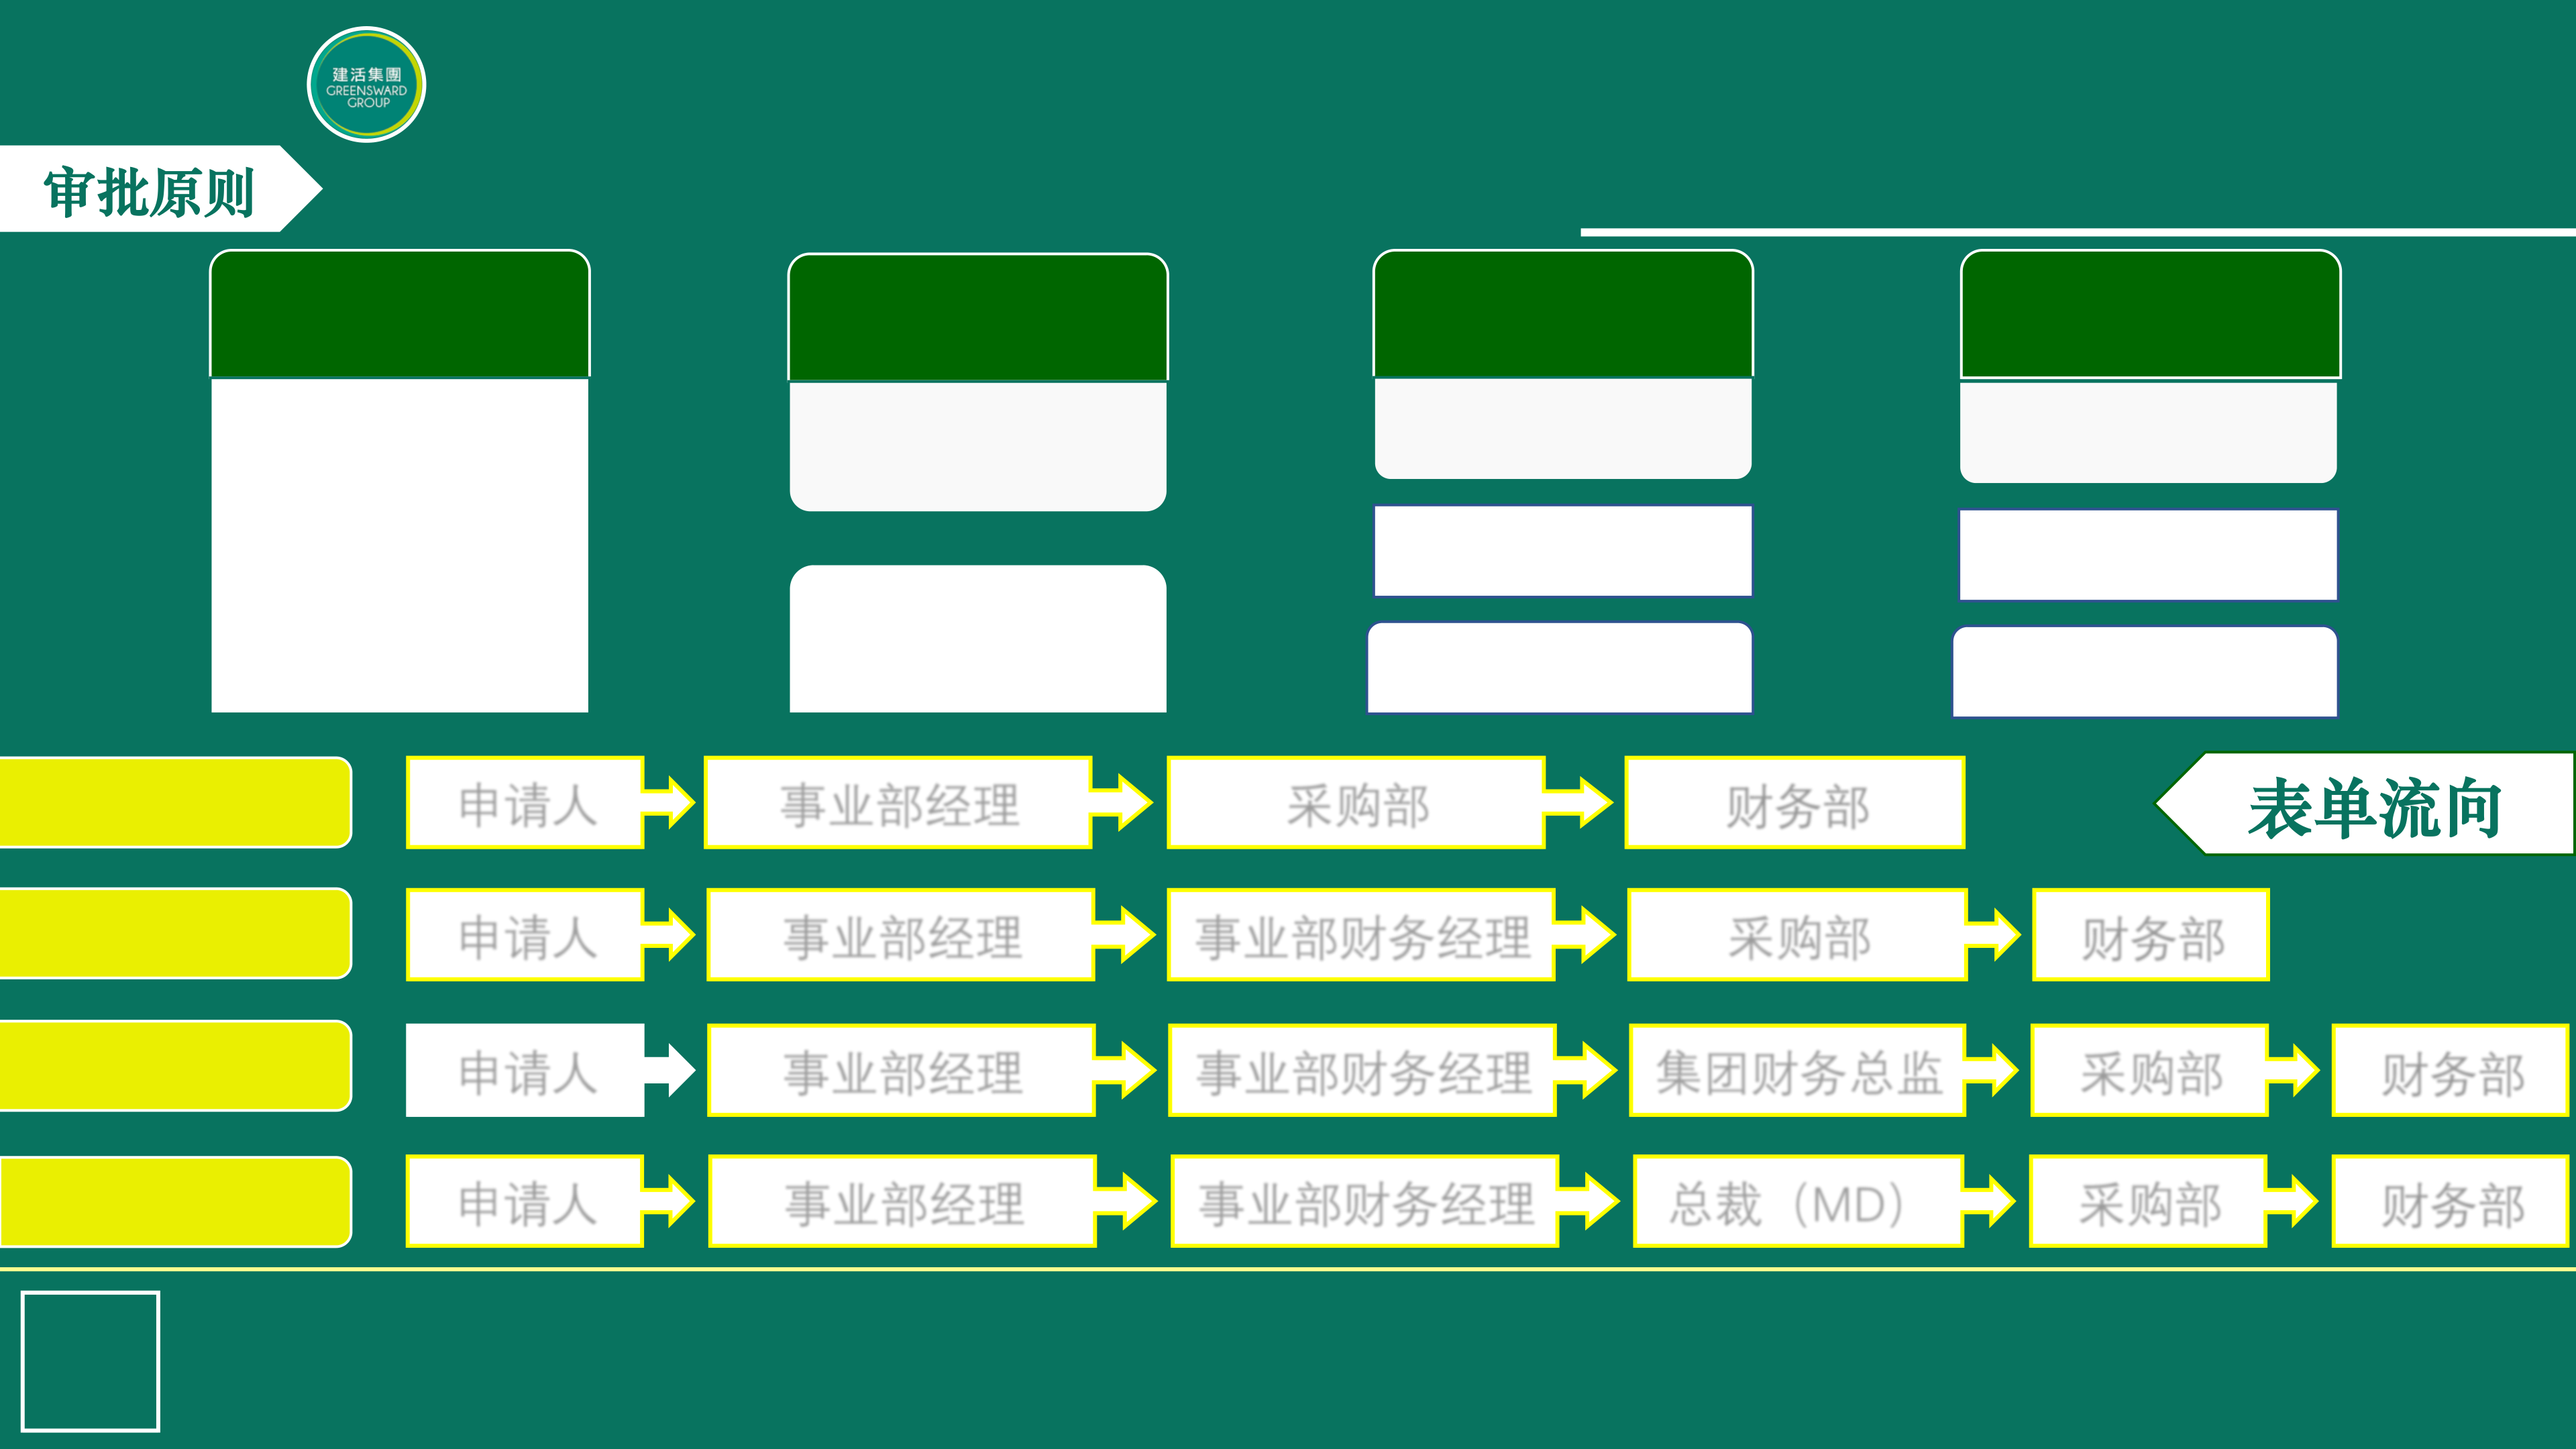 建活集團
GREENSWARD
GROUP
审批原则
申请人
事业部经理
采购部
财务部
表单流向
申请人
事业部经理
事业部财务经理
采购部
财务部
申请人
事业部经理
事业部财务经理
集团财务总监
采购部
财务部
申请人
事业部经理
事业部财务经理
总裁（MD）
采购部
财务部